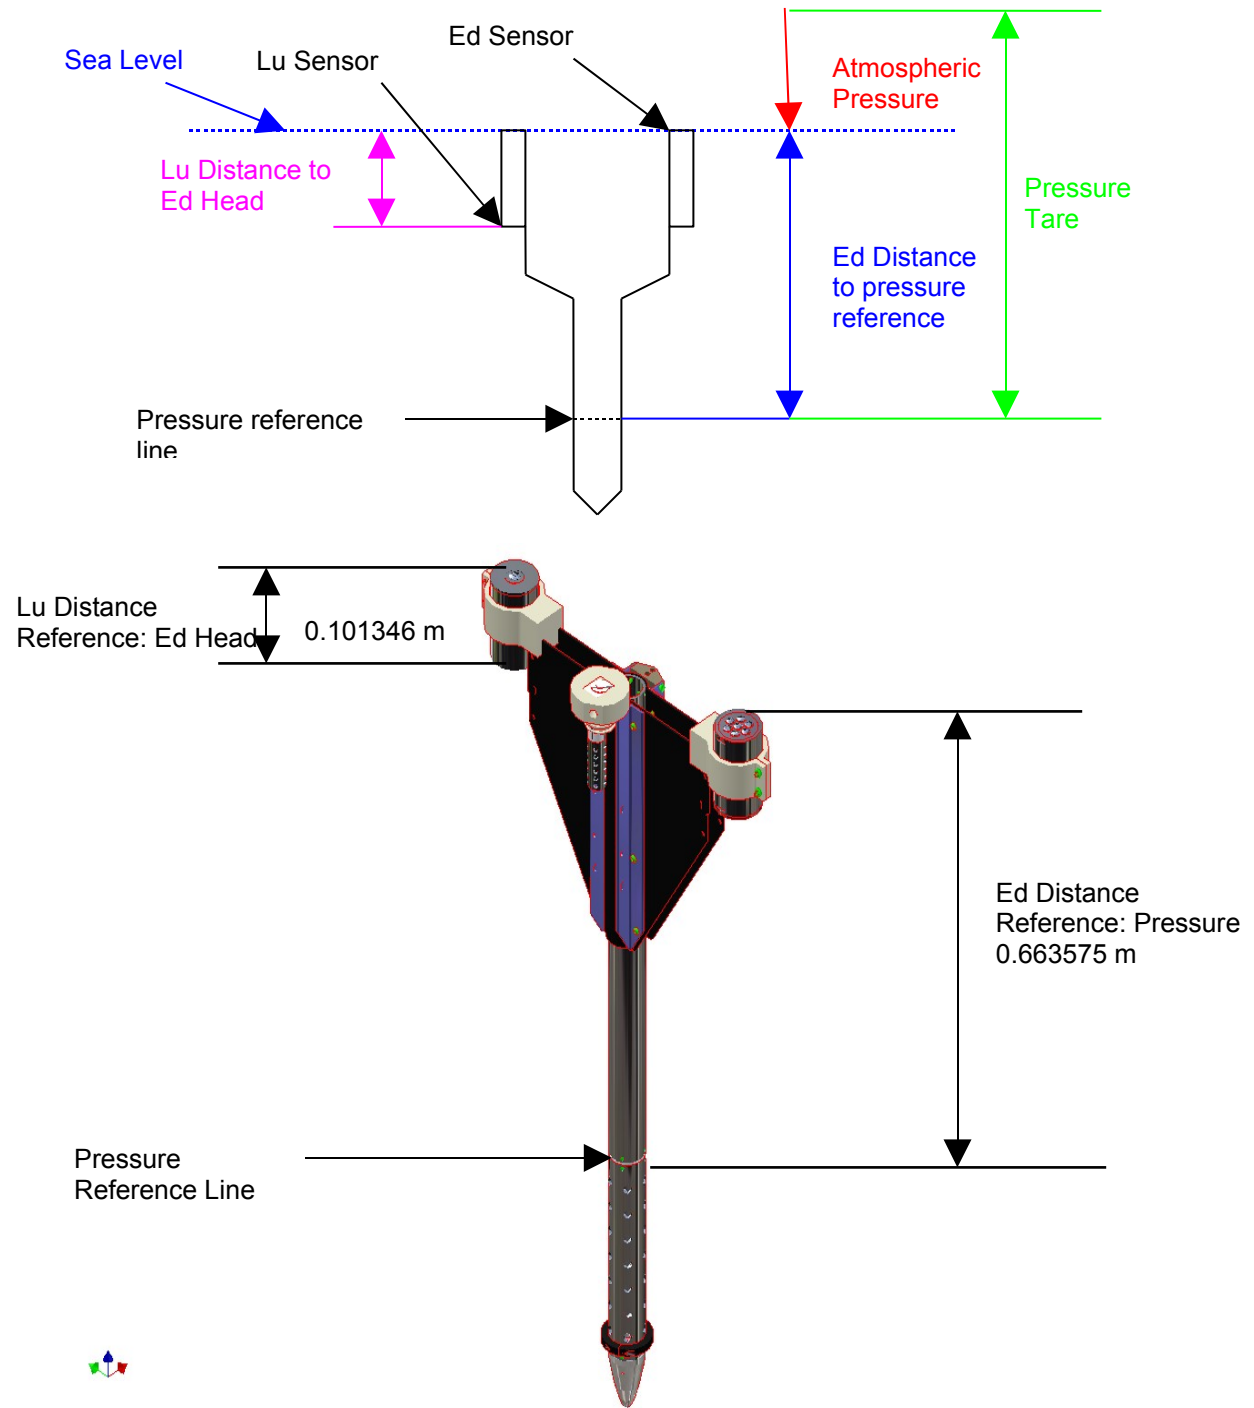 Ed Sensor
Sea Level
Lu Sensor
Atmospheric
Pressure
Lu Distance to
Ed Head
Pressure
Tare
Ed Distance
to pressure
reference
Pressure reference
line
Lu Distance
Reference: Ed Head
0.101346 m
Ed Distance
Reference: Pressure
0.663575 m
Pressure
Reference Line